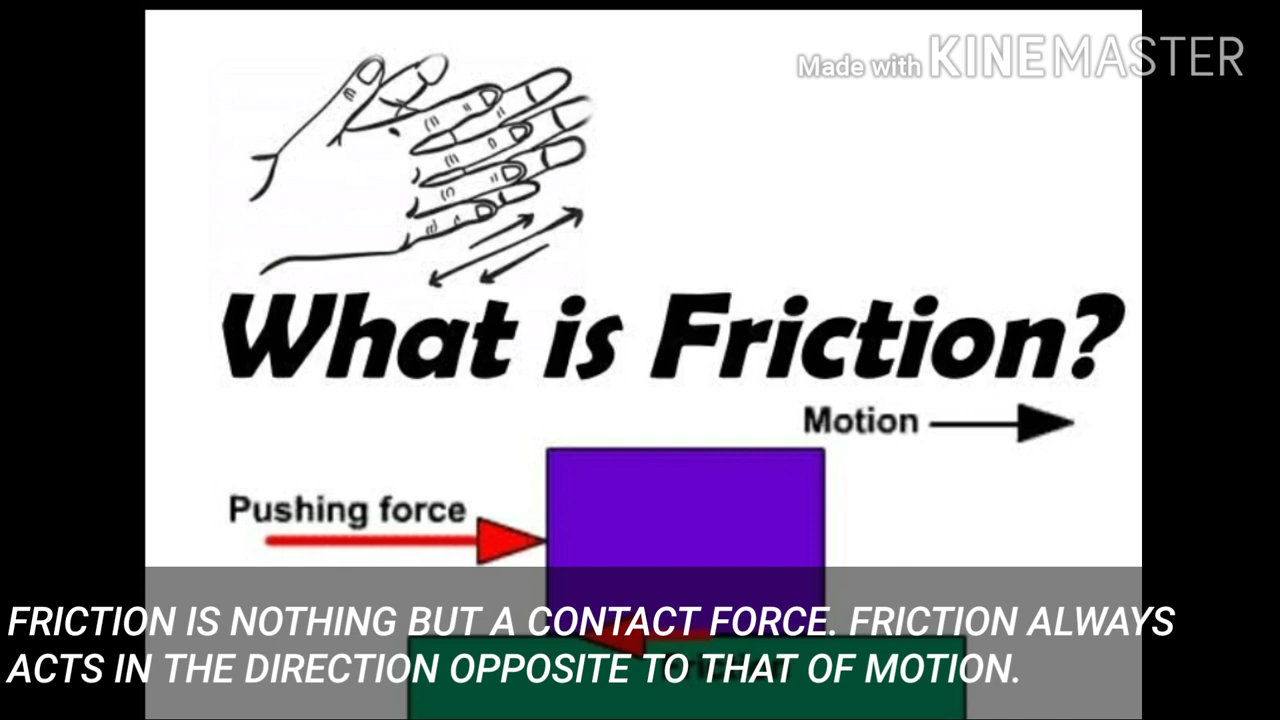 Made with KINEMASTER
What is Friction?
Motion
Pushing force
FRICTION IS NOTHING BUT A CONTACT FORCE. FRICTION ALWAYS
ACTS IN THE DIRECTION OPPOSITE TO THAT OF MOTION.